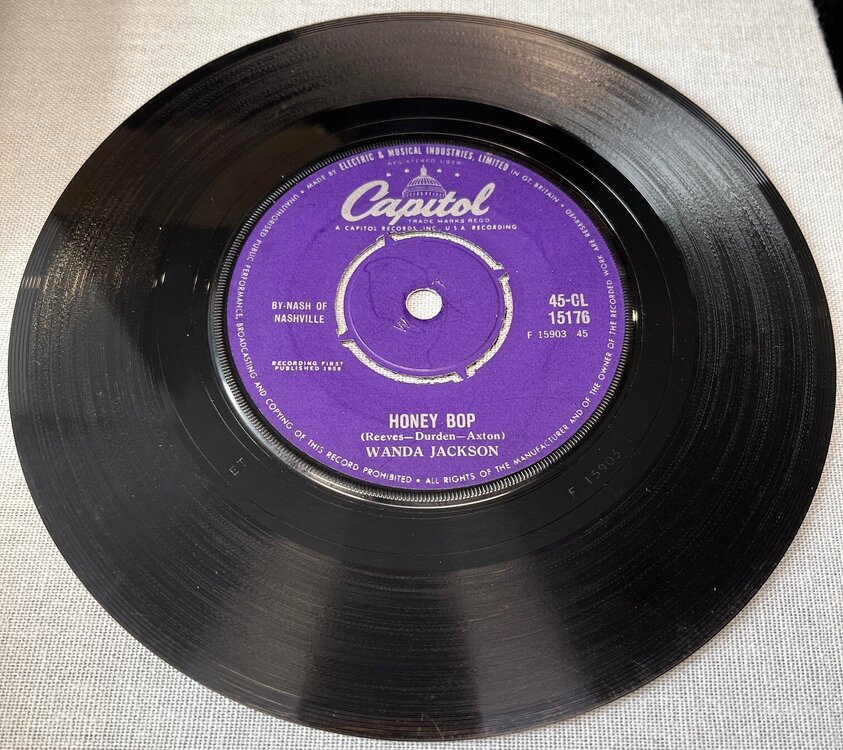 MADE BY ELECTRIC & MUSICAL INDUSTRIES, LIMITED IN GT. BRITAIN •
REGISTERED USER
Capitol
TRADE MARKS REGD
A CAPITOL RECORDS, INC., U.S.A. RECORDING
BY-NASH OF
NASHVILLE
45-CL
15176
F 15903 45
RECORDING FIRST
PUBLISHED 1958
HONEY BOP
(Reeves—Durden—Axton)
WANDA JACKSON
ALL RIGHTS OF THE MANUFACTURER AND OF THE OWNER OF THE RECORDED WORK ARE RESERVED •
UNAUTHORISED PUBLIC PERFORMANCE, BROADCASTING AND COPYING OF THIS RECORD PROHIBITED •
ET
F 15903